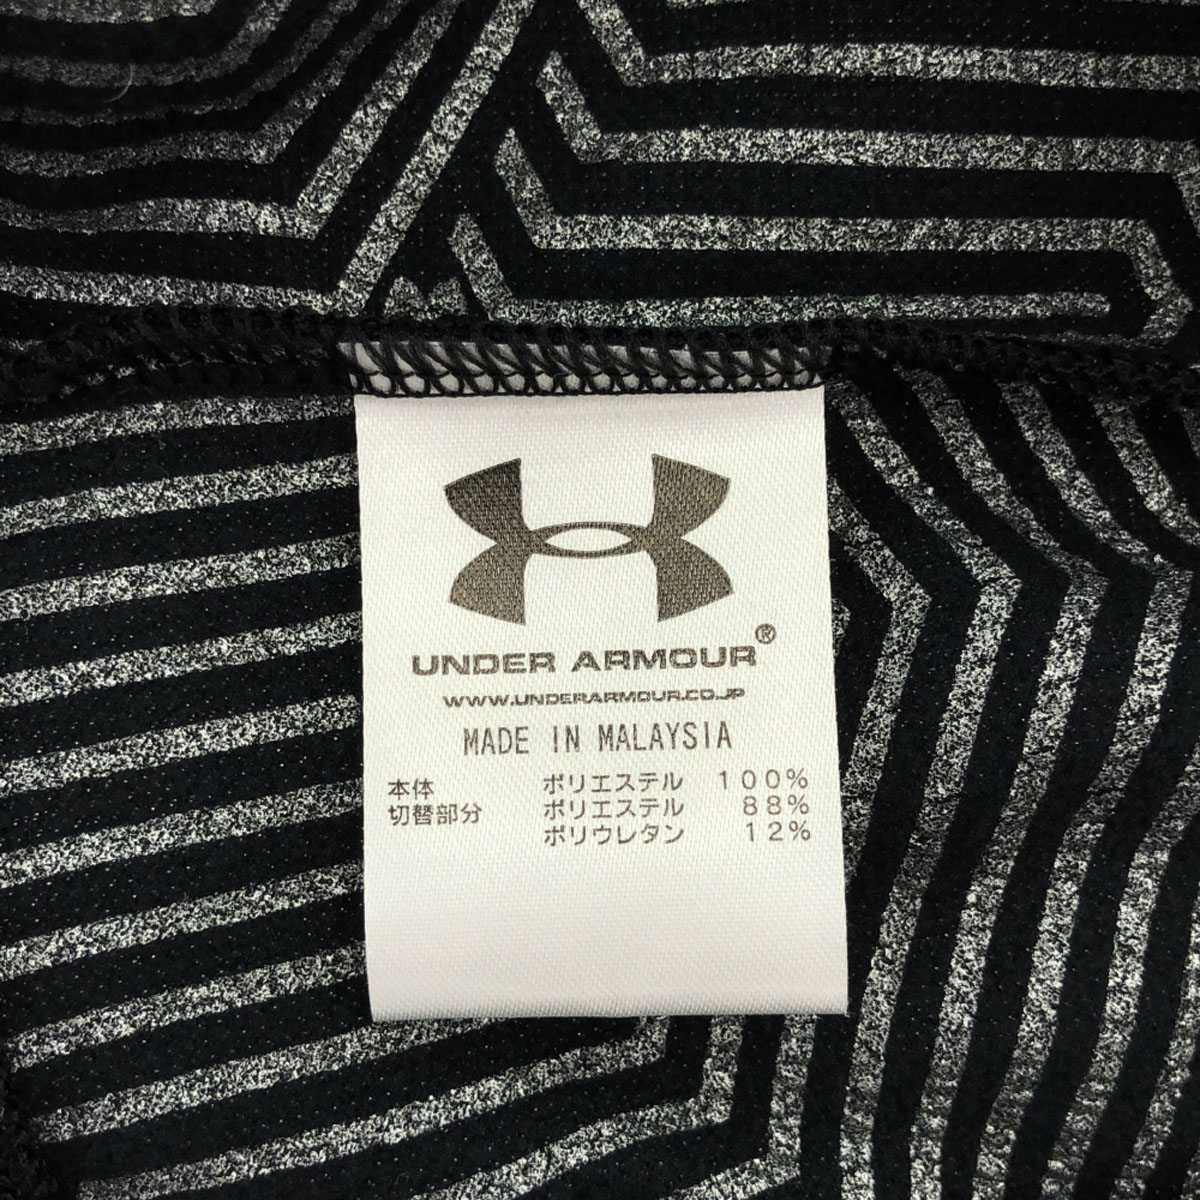 UNDER ARMOUR®
WWW.UNDERARMOUR.CO.JP
MADE IN MALAYSIA
本体 ポリエステル 100%
切替部分 ポリエステル 88%
ポリウレタン 12%